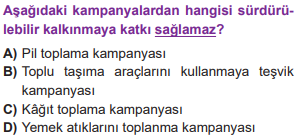 Aşağıdaki kampanyalardan hangisi sürdürü-
lebilir kalkınmaya katkı sağlamaz?
A) Pil toplama kampanyası
B) Toplu taşıma araçlarını kullanmaya teşvik
kampanyası
C) Kâğıt toplama kampanyası
D) Yemek atıklarını toplanma kampanyası